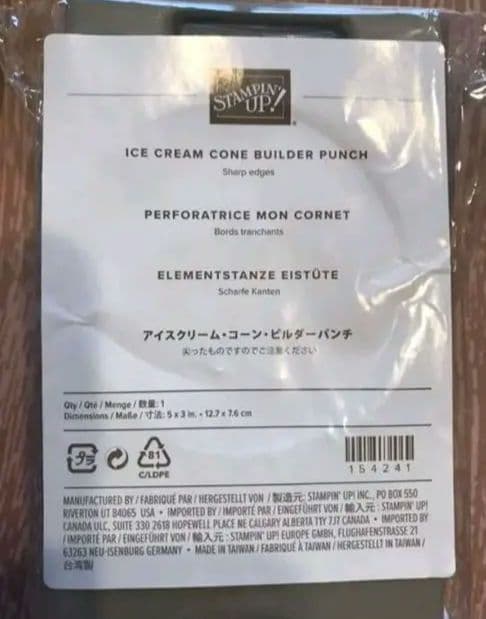 STAMPIN' UP!®
ICE CREAM CONE BUILDER PUNCH
Sharp edges
PERFORATRICE MON CORNET
Bords tranchants
ELEMENTSTANZE EISTÜTE
Scharfe Kanten
アイスクリーム・コーン・ビルダーパンチ
尖ったものですのでご注意ください
Qty / Qté / Menge / 数量: 1
Dimensions / Maße / 寸法: 5 x 3 in. • 12.7 x 7.6 cm
プラ
81
C/LDPE
154241
MANUFACTURED BY / FABRIQUÉ PAR / HERGESTELLT VON / 製造元: STAMPIN' UP! INC., PO BOX 550
RIVERTON UT 84065 USA • IMPORTED BY / IMPORTÉ PAR / EINGEFÜHRT VON / 輸入元: STAMPIN' UP!
CANADA ULC, SUITE 330 2618 HOPEWELL PLACE NE CALGARY ALBERTA T1Y 7J7 CANADA • IMPORTED BY
/ IMPORTÉ PAR / EINGEFÜHRT VON / 輸入元: STAMPIN' UP! EUROPE GMBH, FLUGHAFENSTRASSE 21
63263 NEU-ISENBURG GERMANY • MADE IN TAIWAN / FABRIQUÉ À TAIWAN / HERGESTELLT IN TAIWAN /
台湾製